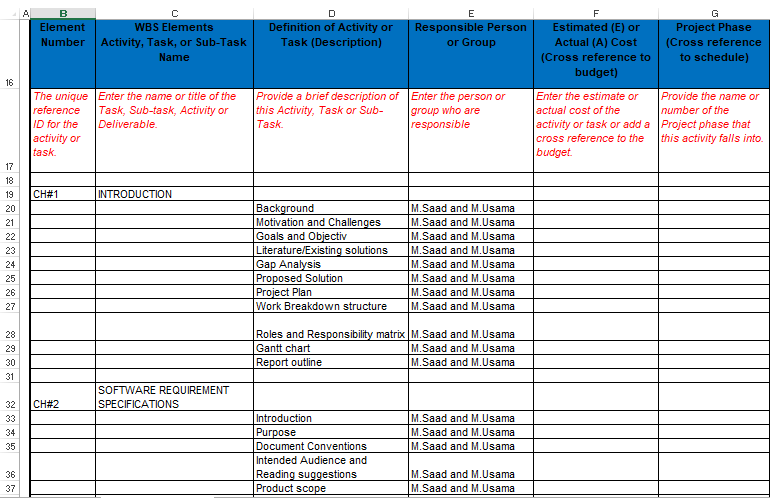 A B C D E F G
16 Element Number WBS Elements Activity, Task, or Sub-Task Name Definition of Activity or Task (Description) Responsible Person or Group Estimated (E) or Actual (A) Cost (Cross reference to budget) Project Phase (Cross reference to schedule)
17 The unique reference ID for the activity or task. Enter the name or title of the Task, Sub-task, Activity or Deliverable. Provide a brief description of this Activity, Task or Sub-Task. Enter the person or group who are responsible Enter the estimate or actual cost of the activity or task or add a cross reference to the budget. Provide the name or number of the Project phase that this activity falls into.
18
19 CH#1 INTRODUCTION
20 Background M.Saad and M.Usama
21 Motivation and Challenges M.Saad and M.Usama
22 Goals and Objectiv M.Saad and M.Usama
23 Literature/Existing solutions M.Saad and M.Usama
24 Gap Analysis M.Saad and M.Usama
25 Proposed Solution M.Saad and M.Usama
26 Project Plan M.Saad and M.Usama
27 Work Breakdown structure M.Saad and M.Usama
28 Roles and Responsibility matrix M.Saad and M.Usama
29 Gantt chart M.Saad and M.Usama
30 Report outline M.Saad and M.Usama
31
32 CH#2 SOFTWARE REQUIREMENT SPECIFICATIONS
33 Introduction M.Saad and M.Usama
34 Purpose M.Saad and M.Usama
35 Document Conventions M.Saad and M.Usama
36 Intended Audience and Reading suggestions M.Saad and M.Usama
37 Product scope M.Saad and M.Usama